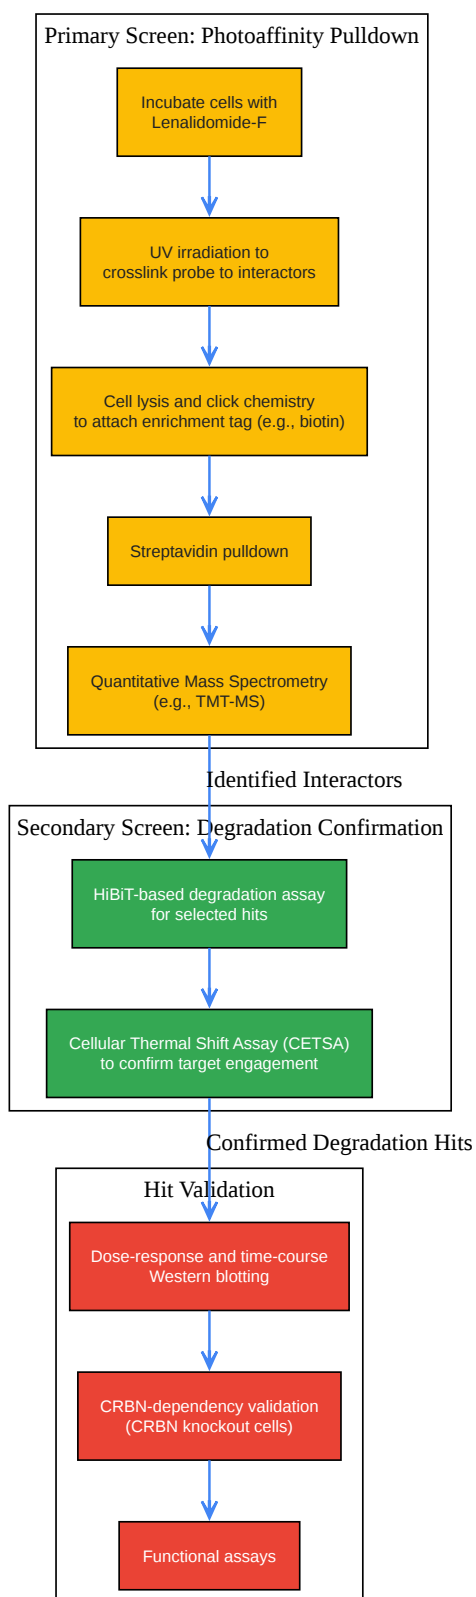 Primary Screen: Photoaffinity Pulldown
Incubate cells with
Lenalidomide-F
UV irradiation to
crosslink probe to interactors
Cell lysis and click chemistry
to attach enrichment tag (e.g., biotin)
Streptavidin pulldown
Quantitative Mass Spectrometry
(e.g., TMT-MS)
Identified Interactors
Secondary Screen: Degradation Confirmation
HiBiT-based degradation assay
for selected hits
Cellular Thermal Shift Assay (CETSA)
to confirm target engagement
Confirmed Degradation Hits
Hit Validation
Dose-response and time-course
Western blotting
CRBN-dependency validation
(CRBN knockout cells)
Functional assays